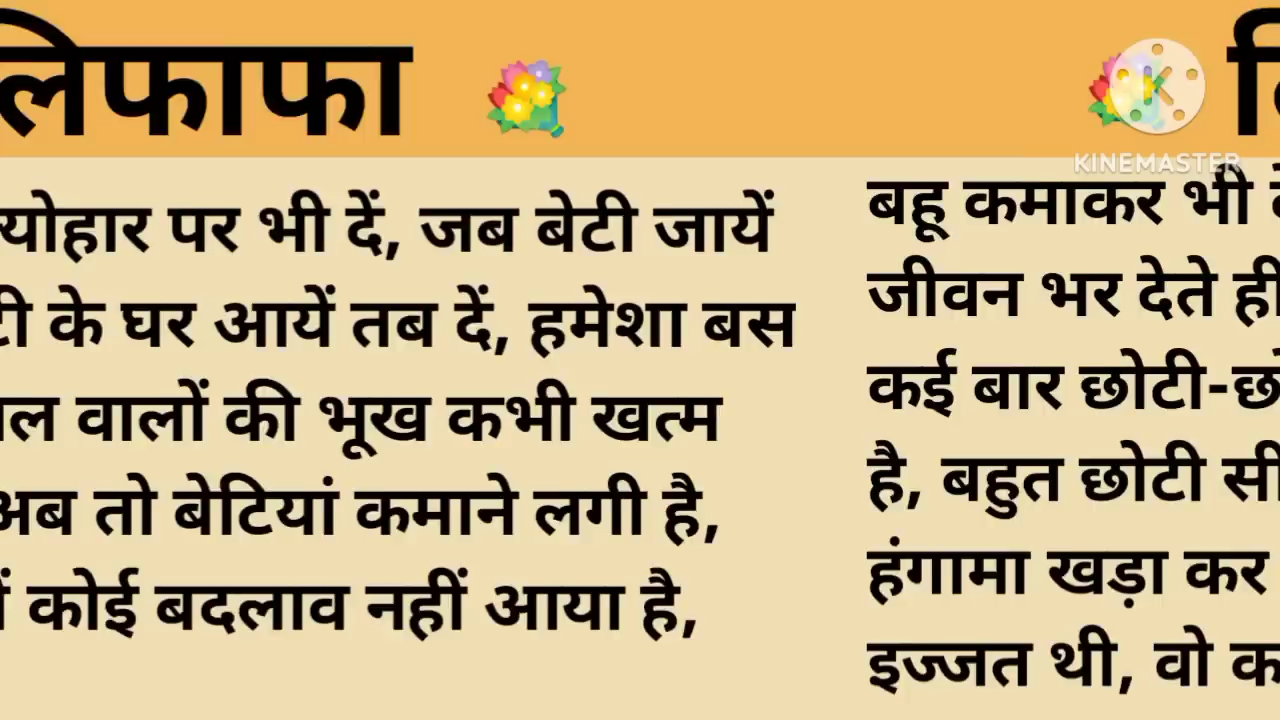 लिफाफा
योहार पर भी दें, जब बेटी जायें
टी के घर आयें तब दें, हमेशा बस
ल वालों की भूख कभी खत्म
अब तो बेटियां कमाने लगी है,
कोई बदलाव नहीं आया है,
KINEMASTER
बहू कमाकर भी
जीवन भर देते ही
कई बार छोटी-छो
है, बहुत छोटी सी
हंगामा खड़ा कर
इज्जत थी, वो क